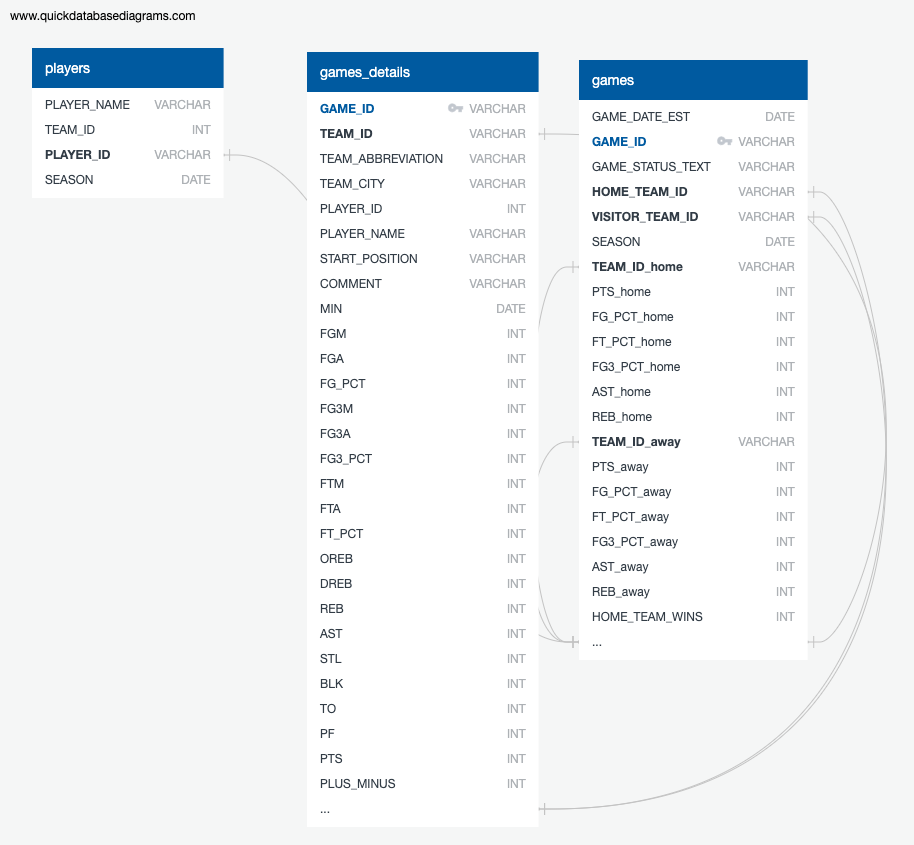 www.quickdatabasediagrams.com
players
PLAYER_NAME VARCHAR
TEAM_ID INT
PLAYER_ID VARCHAR
SEASON DATE
games_details
GAME_ID VARCHAR
TEAM_ID VARCHAR
TEAM_ABBREVIATION VARCHAR
TEAM_CITY VARCHAR
PLAYER_ID INT
PLAYER_NAME VARCHAR
START_POSITION VARCHAR
COMMENT VARCHAR
MIN DATE
FGM INT
FGA INT
FG_PCT INT
FG3M INT
FG3A INT
FG3_PCT INT
FTM INT
FTA INT
FT_PCT INT
OREB INT
DREB INT
REB INT
AST INT
STL INT
BLK INT
TO INT
PF INT
PTS INT
PLUS_MINUS INT
...
games
GAME_DATE_EST DATE
GAME_ID VARCHAR
GAME_STATUS_TEXT VARCHAR
HOME_TEAM_ID VARCHAR
VISITOR_TEAM_ID VARCHAR
SEASON DATE
TEAM_ID_home VARCHAR
PTS_home INT
FG_PCT_home INT
FT_PCT_home INT
FG3_PCT_home INT
AST_home INT
REB_home INT
TEAM_ID_away VARCHAR
PTS_away INT
FG_PCT_away INT
FT_PCT_away INT
FG3_PCT_away INT
AST_away INT
REB_away INT
HOME_TEAM_WINS INT
...